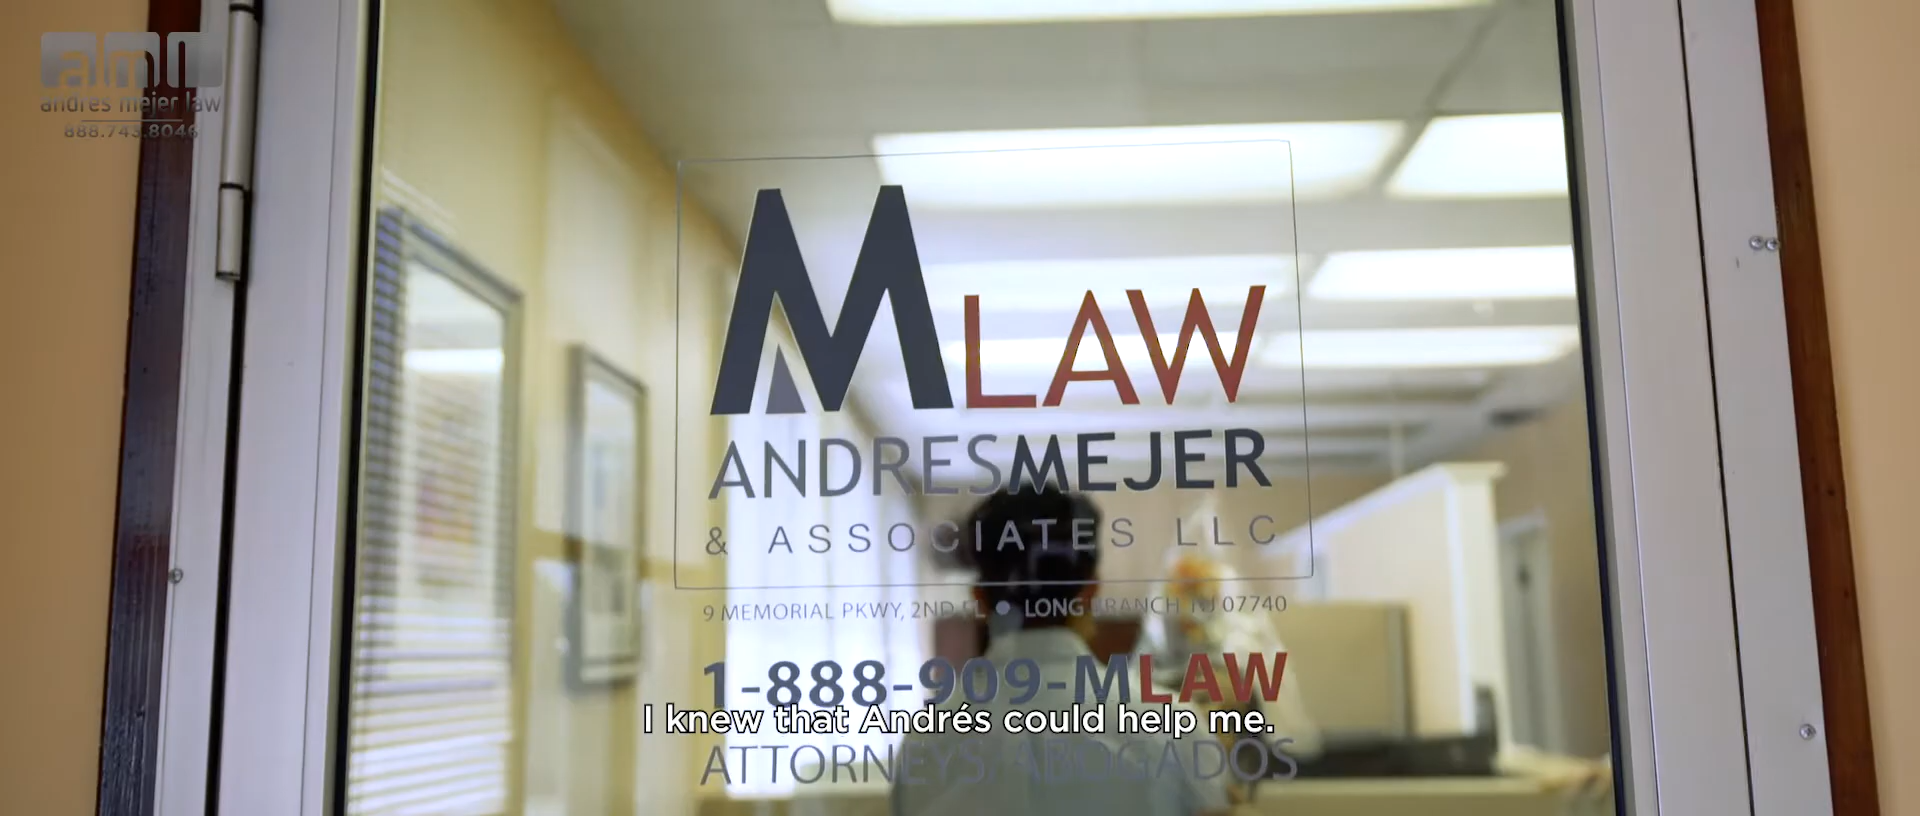 aml
andres mejer law
888.743.8046
MLAW
ANDRESMEJER
& ASSOCIATES LLC
9 MEMORIAL PKWY, 2ND FL ● LONG BRANCH NJ 07740
1-888-909-MLAW
I knew that Andrés could help me.
ATTORNEYS/ABOGADOS